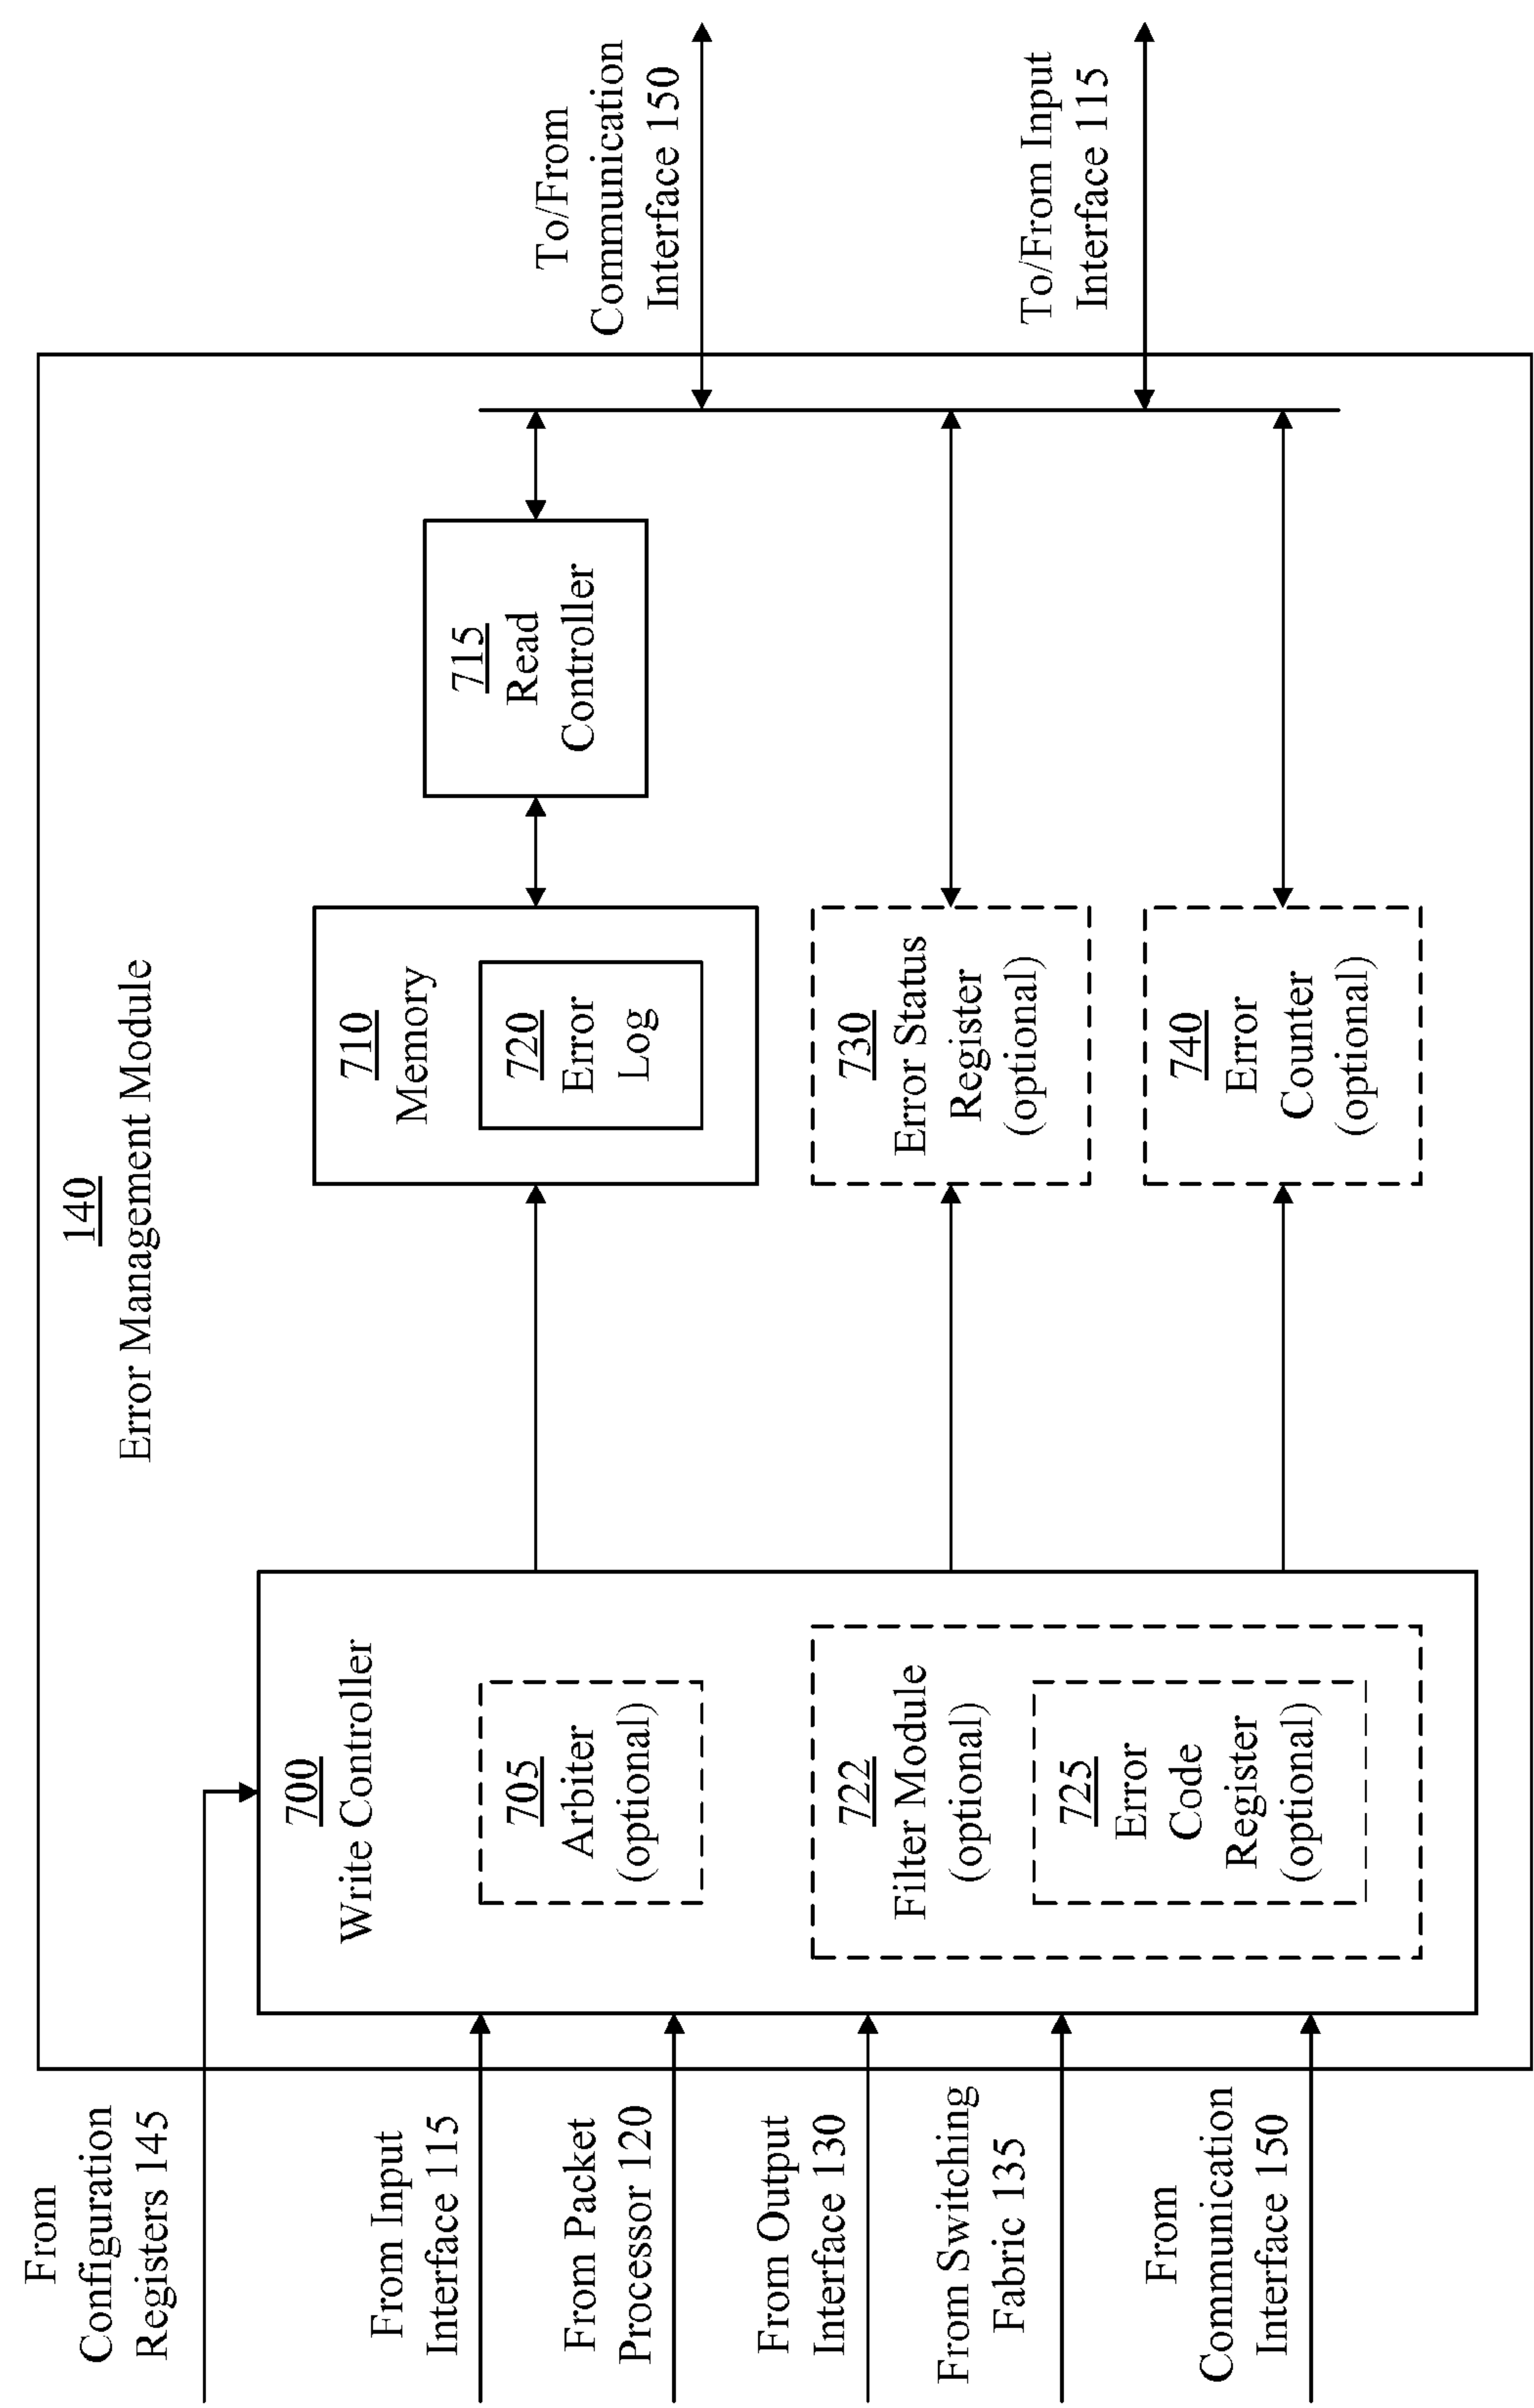 140
Error Management Module
From
Configuration
Registers 145
From Input
Interface 115
From Packet
Processor 120
From Output
Interface 130
From Switching
Fabric 135
From
Communication
Interface 150
700
Write Controller
705
Arbiter
(optional)
722
Filter Module
(optional)
725
Error
Code
Register
(optional)
710
Memory
720
Error
Log
730
Error Status
Register
(optional)
740
Error
Counter
(optional)
715
Read
Controller
To/From
Communication
Interface 150
To/From Input
Interface 115